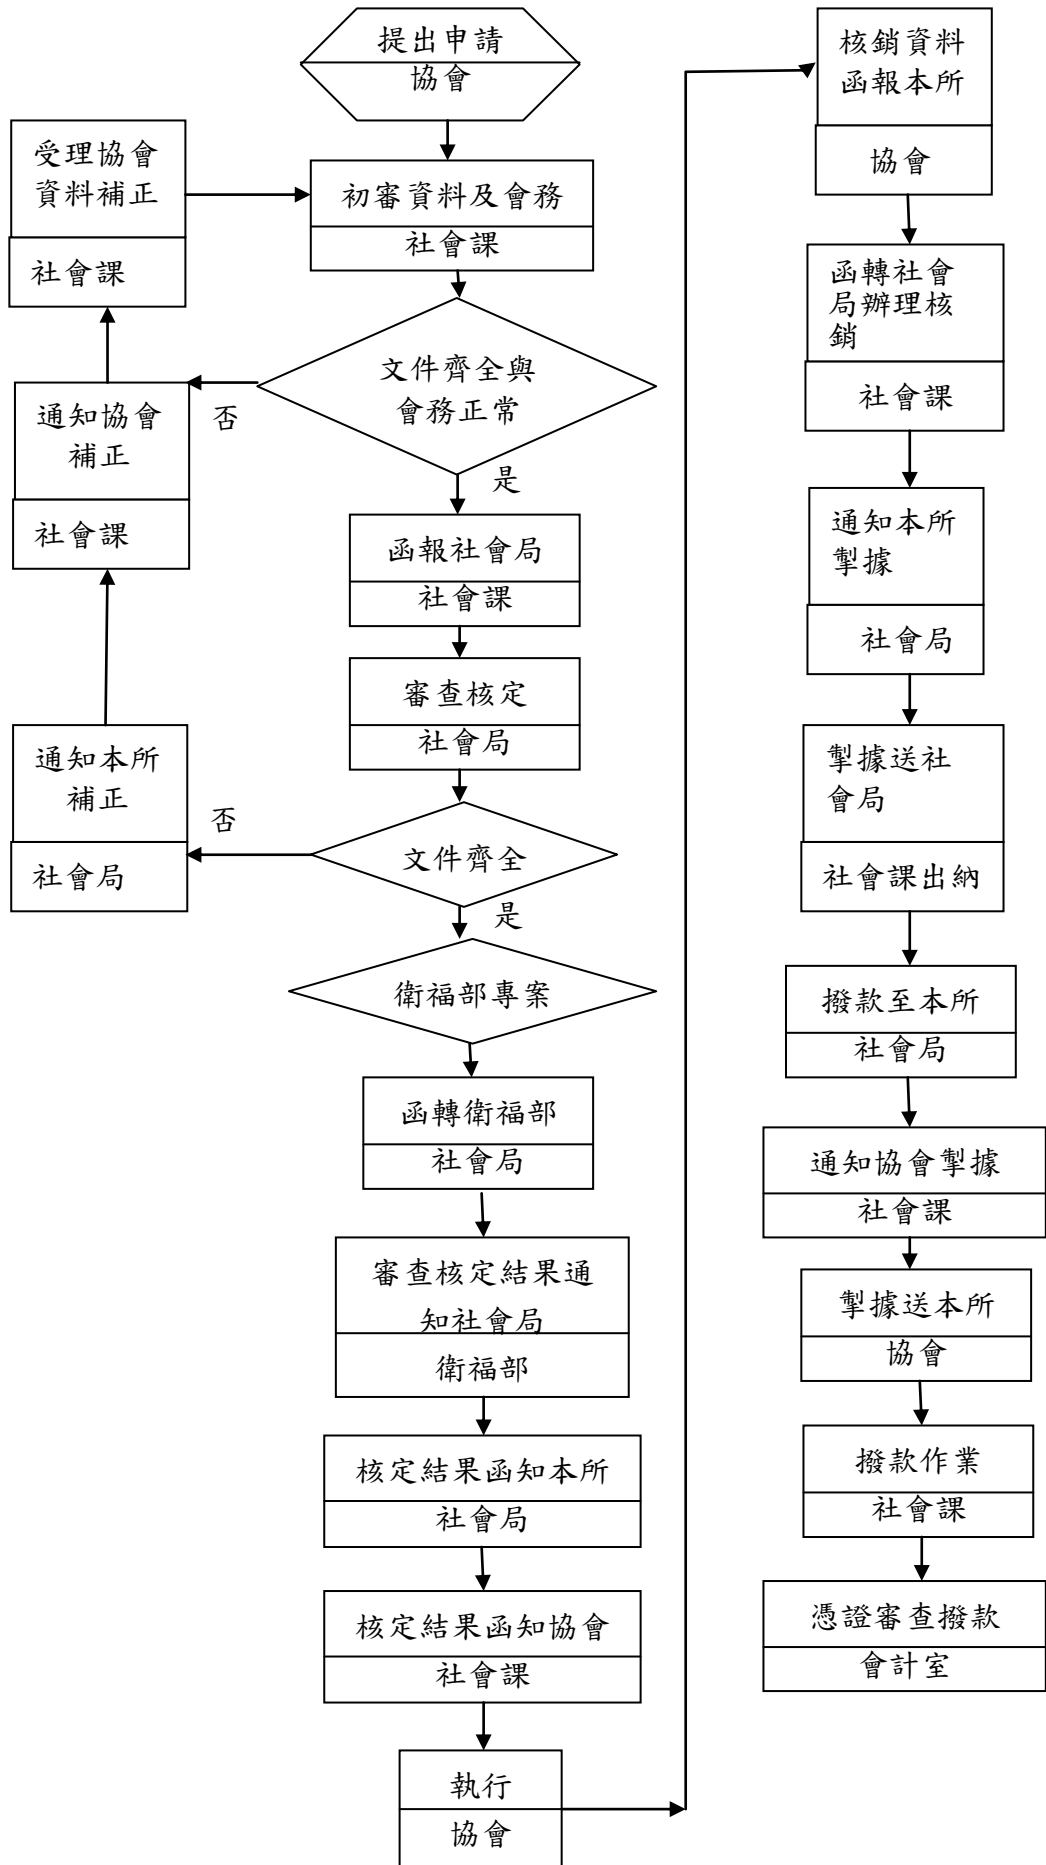 提出申請
協會
受理協會
資料補正
社會課
初審資料及會務
社會課
文件齊全與
會務正常
否
是
通知協會
補正
社會課
函報社會局
社會課
審查核定
社會局
通知本所
補正
社會局
否
文件齊全
是
衛福部專案
函轉衛福部
社會局
審查核定結果通
知社會局
衛福部
核定結果函知本所
社會局
核定結果函知協會
社會課
執行
協會
核銷資料
函報本所
協會
函轉社會
局辦理核
銷
社會課
通知本所
掣據
社會局
掣據送社
會局
社會課出納
撥款至本所
社會局
通知協會掣據
社會課
掣據送本所
協會
撥款作業
社會課
憑證審查撥款
會計室